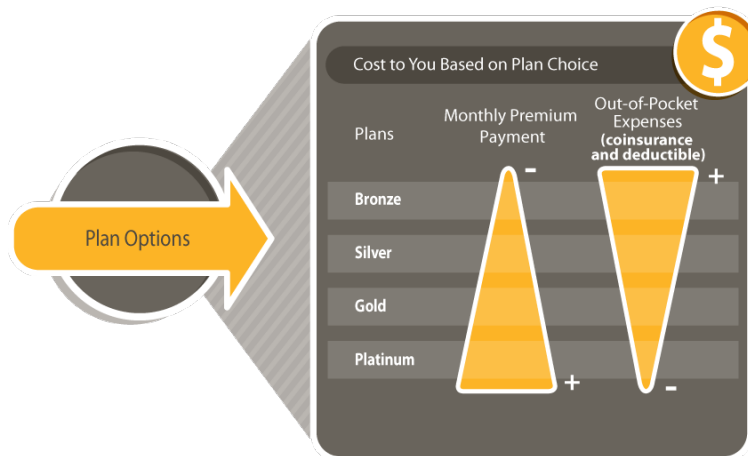 $
Cost to You Based on Plan Choice
Plans
Monthly Premium
Payment
Out-of-Pocket
Expenses
(coinsurance
and deductible)
- +
Bronze
Plan Options
Silver
Gold
Platinum
+ -